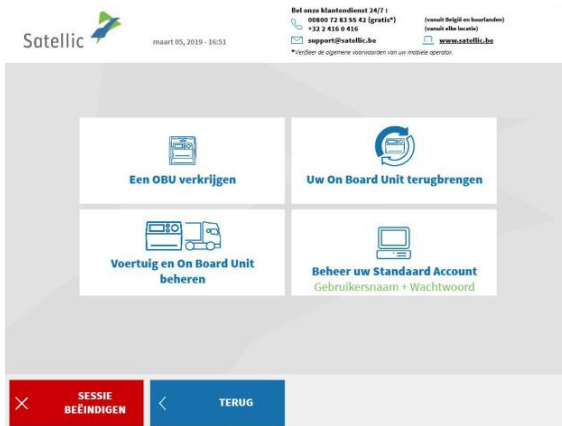 Satellic
maart 05, 2019 - 16:51
Bel onze klantendienst 24/7 :
00800 72 83 55 42 (gratis*) (vanuit België en buurlanden)
+32 2 416 0 416 (vanuit elke locatie)
support@satellic.be www.satellic.be
*Verifieer de algemene voorwaarden van uw mobiele operator.
Een OBU verkrijgen
Uw On Board Unit terugbrengen
Voertuig en On Board Unit
beheren
Beheer uw Standaard Account
Gebruikersnaam + Wachtwoord
SESSIE
BEËINDIGEN
TERUG